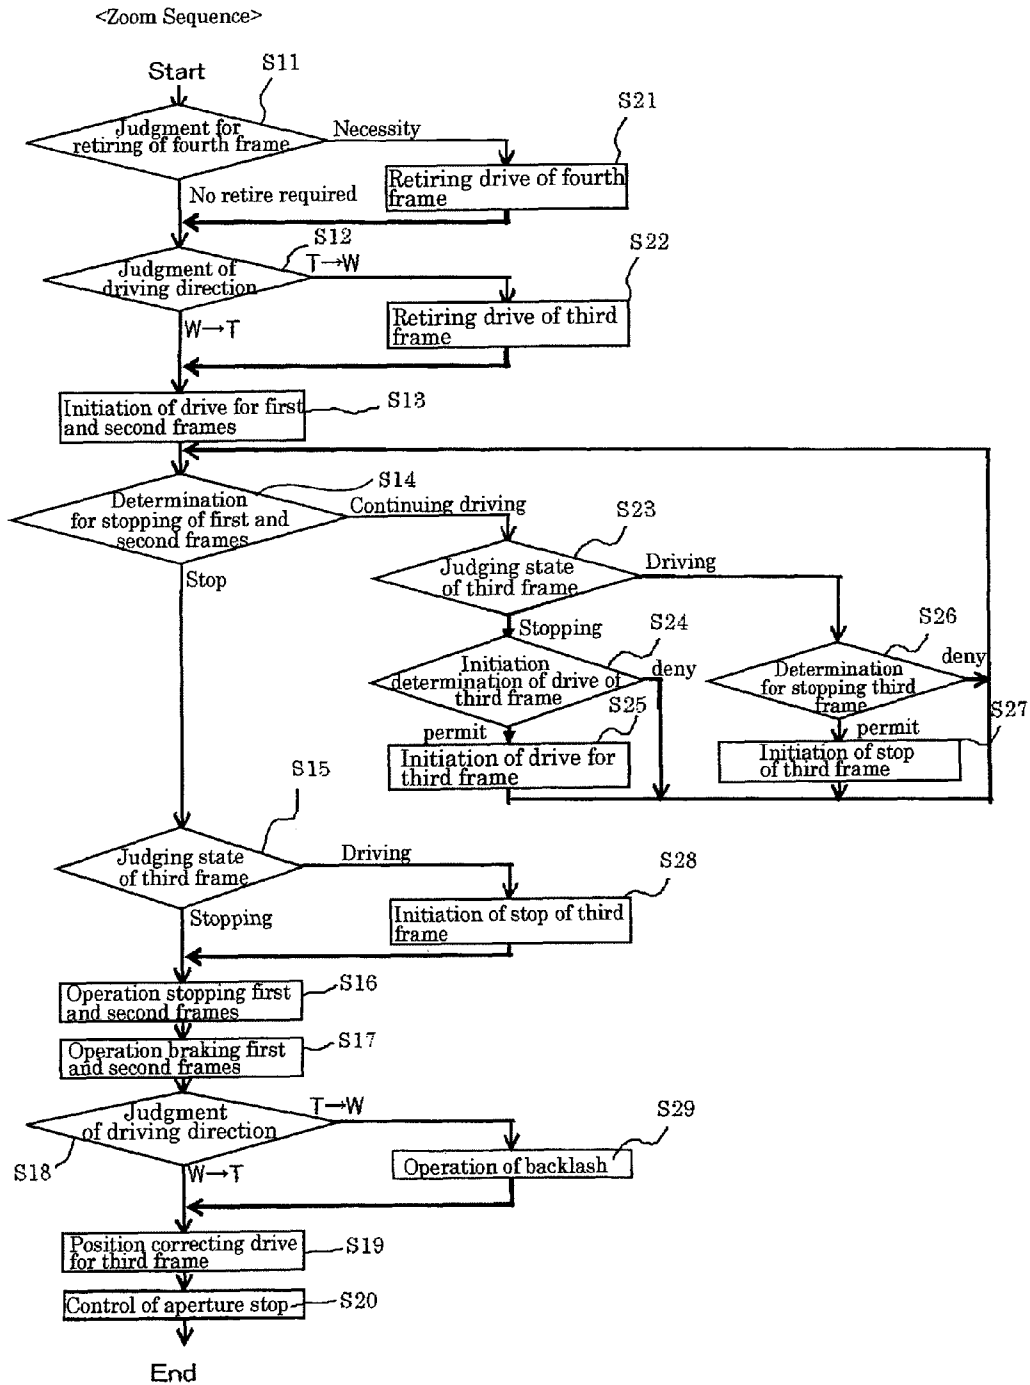 <Zoom Sequence>
Start
S11
Judgment for
retiring of fourth frame
Necessity
S21
Retiring drive of fourth
frame
No retire required
S12
Judgment of
driving direction
T→W
S22
Retiring drive of third
frame
W→T
Initiation of drive for first
and second frames
S13
S14
Determination
for stopping of first and
second frames
Continuing driving
S23
Judging state
of third frame
Driving
Stop
Stopping
S24
Initiation
determination of drive of
third frame
deny
S26
Determination
for stopping third
frame
deny
S25
permit
Initiation of drive for
third frame
S27
permit
Initiation of stop
of third frame
S15
Judging state
of third frame
Driving
S28
Initiation of stop of third
frame
Stopping
Operation stopping first
and second frames
S16
Operation braking first
and second frames
S17
Judgment
of driving direction
T→W
S29
Operation of backlash
S18
W→T
Position correcting drive
for third frame
S19
Control of aperture stop
S20
End